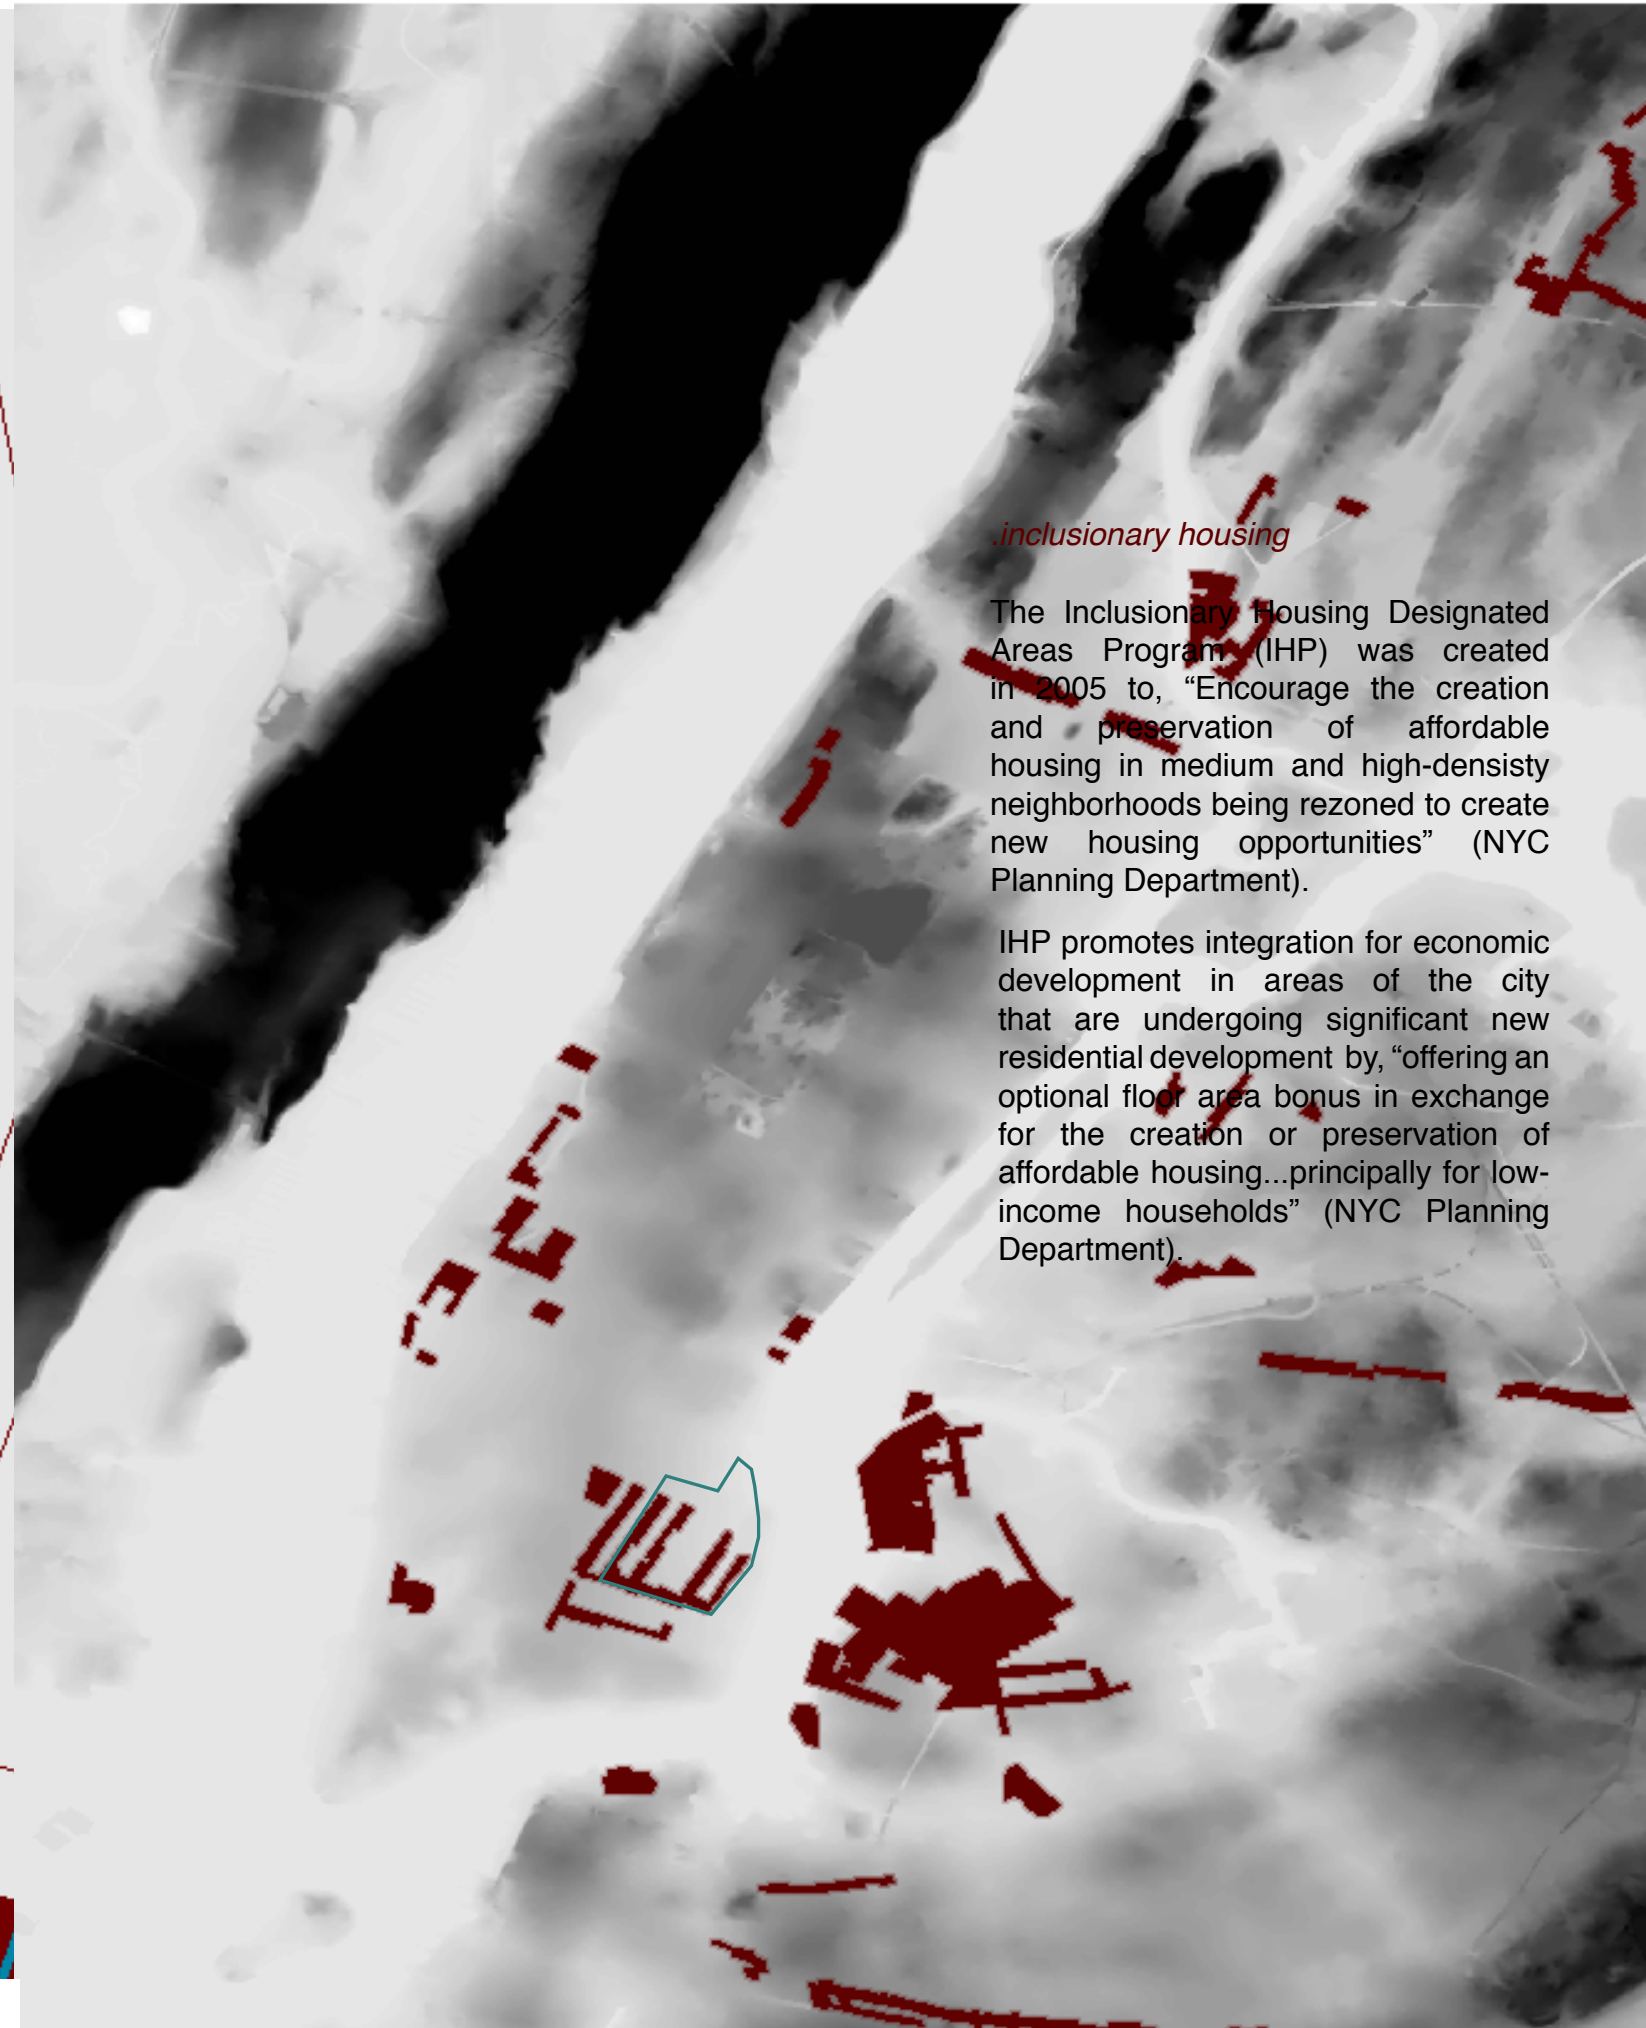 .inclusionary housing
The Inclusionary Housing Designated
Areas Program (IHP) was created
in 2005 to, “Encourage the creation
and preservation of affordable
housing in medium and high-densisty
neighborhoods being rezoned to create
new housing opportunities” (NYC
Planning Department).
IHP promotes integration for economic
development in areas of the city
that are undergoing significant new
residential development by, “offering an
optional floor area bonus in exchange
for the creation or preservation of
affordable housing...principally for low-
income households” (NYC Planning
Department).